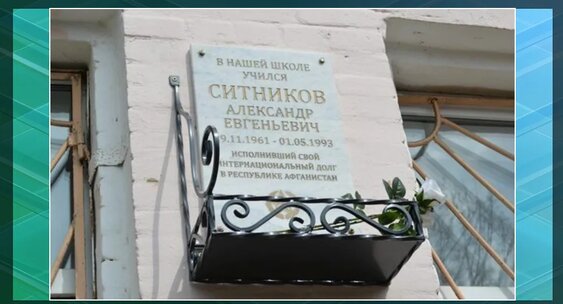 В НАШЕЙ ШКОЛЕ
УЧИЛСЯ
СИТНИКОВ
АЛЕКСАНДР
ЕВГЕНЬЕВИЧ
9.11.1961 - 01.05.1993
ИСПОЛНИВШИЙ СВОЙ
ИНТЕРНАЦИОНАЛЬНЫЙ ДОЛГ
В РЕСПУБЛИКЕ АФГАНИСТАН